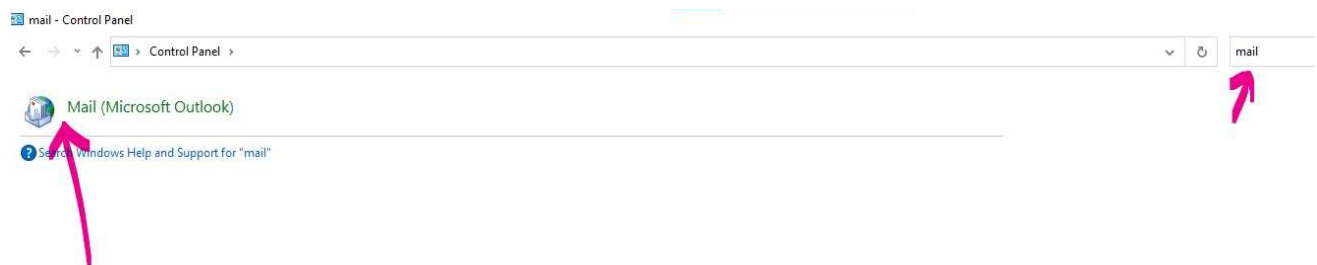 mail - Control Panel
Control Panel
mail
Mail (Microsoft Outlook)
Search Windows Help and Support for "mail"